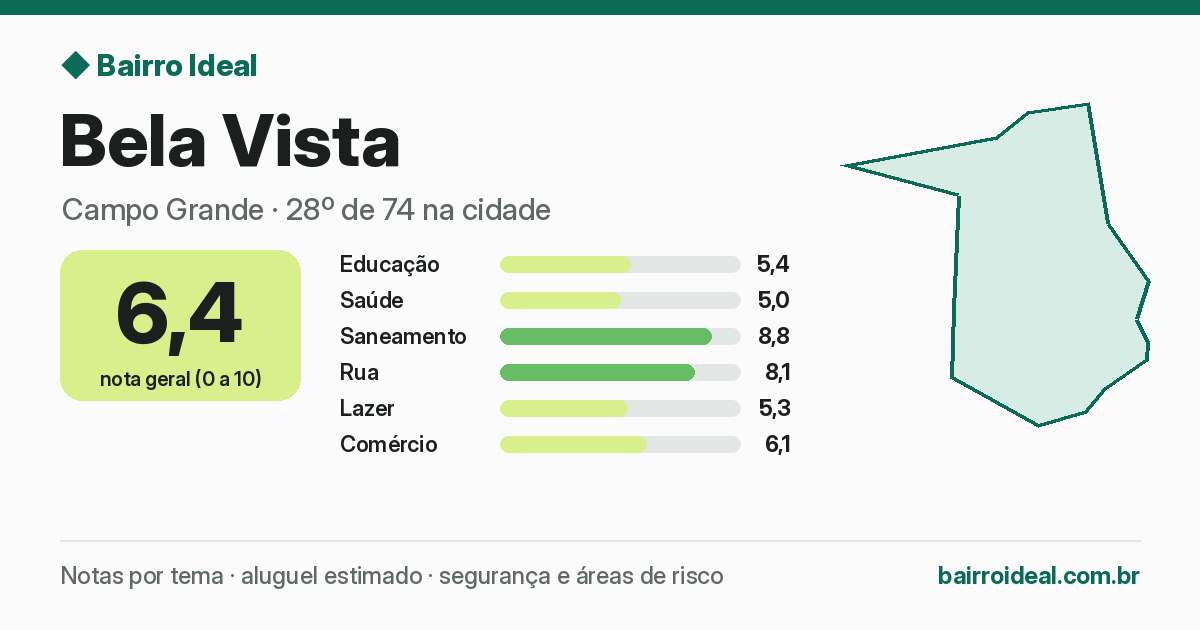 Bairro Ideal
Bela Vista
Campo Grande · 28º de 74 na cidade
6,4
nota geral (0 a 10)
Educação 5,4
Saúde 5,0
Saneamento 8,8
Rua 8,1
Lazer 5,3
Comércio 6,1
Notas por tema · aluguel estimado · segurança e áreas de risco
bairroideal.com.br